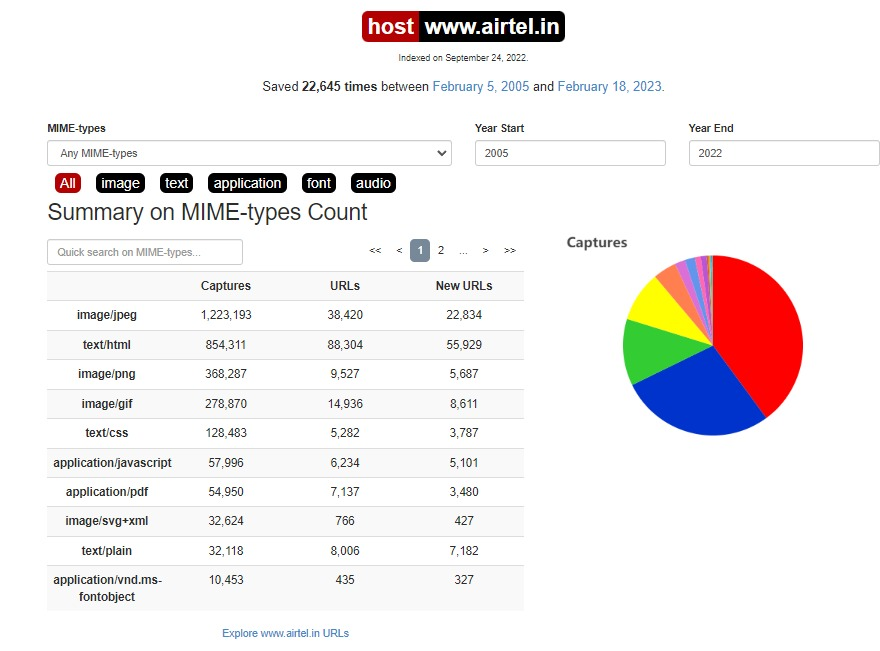 host www.airtel.in
Indexed on September 24, 2022.
Saved 22,645 times between February 5, 2005 and February 18, 2023.
MIME-types Year Start Year End
Any MIME-types 2005 2022
All image text application font audio
Summary on MIME-types Count
Captures
Quick search on MIME-types... << < 1 2 ... > >>
Captures URLs New URLs
image/jpeg 1,223,193 38,420 22,834
text/html 854,311 88,304 55,929
image/png 368,287 9,527 5,687
image/gif 278,870 14,936 8,611
text/css 128,483 5,282 3,787
application/javascript 57,996 6,234 5,101
application/pdf 54,950 7,137 3,480
image/svg+xml 32,624 766 427
text/plain 32,118 8,006 7,182
application/vnd.ms- 10,453 435 327
fontobject
Explore www.airtel.in URLs